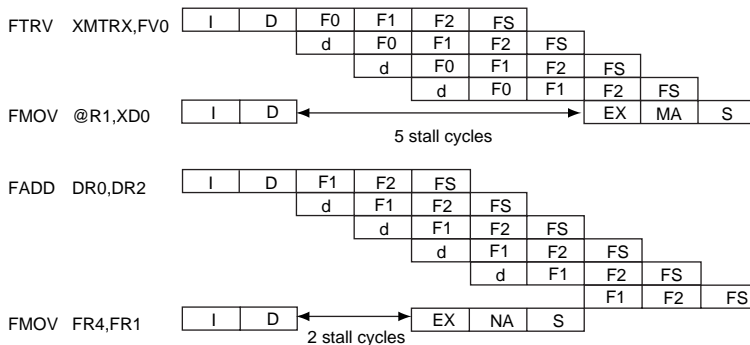 FTRV XMTRX,FV0 I D F0 F1 F2 FS
d F0 F1 F2 FS
d F0 F1 F2 FS
d F0 F1 F2 FS
FMOV @R1,XD0 I D EX MA S
5 stall cycles
FADD DR0,DR2 I D F1 F2 FS
d F1 F2 FS
d F1 F2 FS
d F1 F2 FS
d F1 F2 FS
F1 F2 FS
FMOV FR4,FR1 I D EX NA S
2 stall cycles